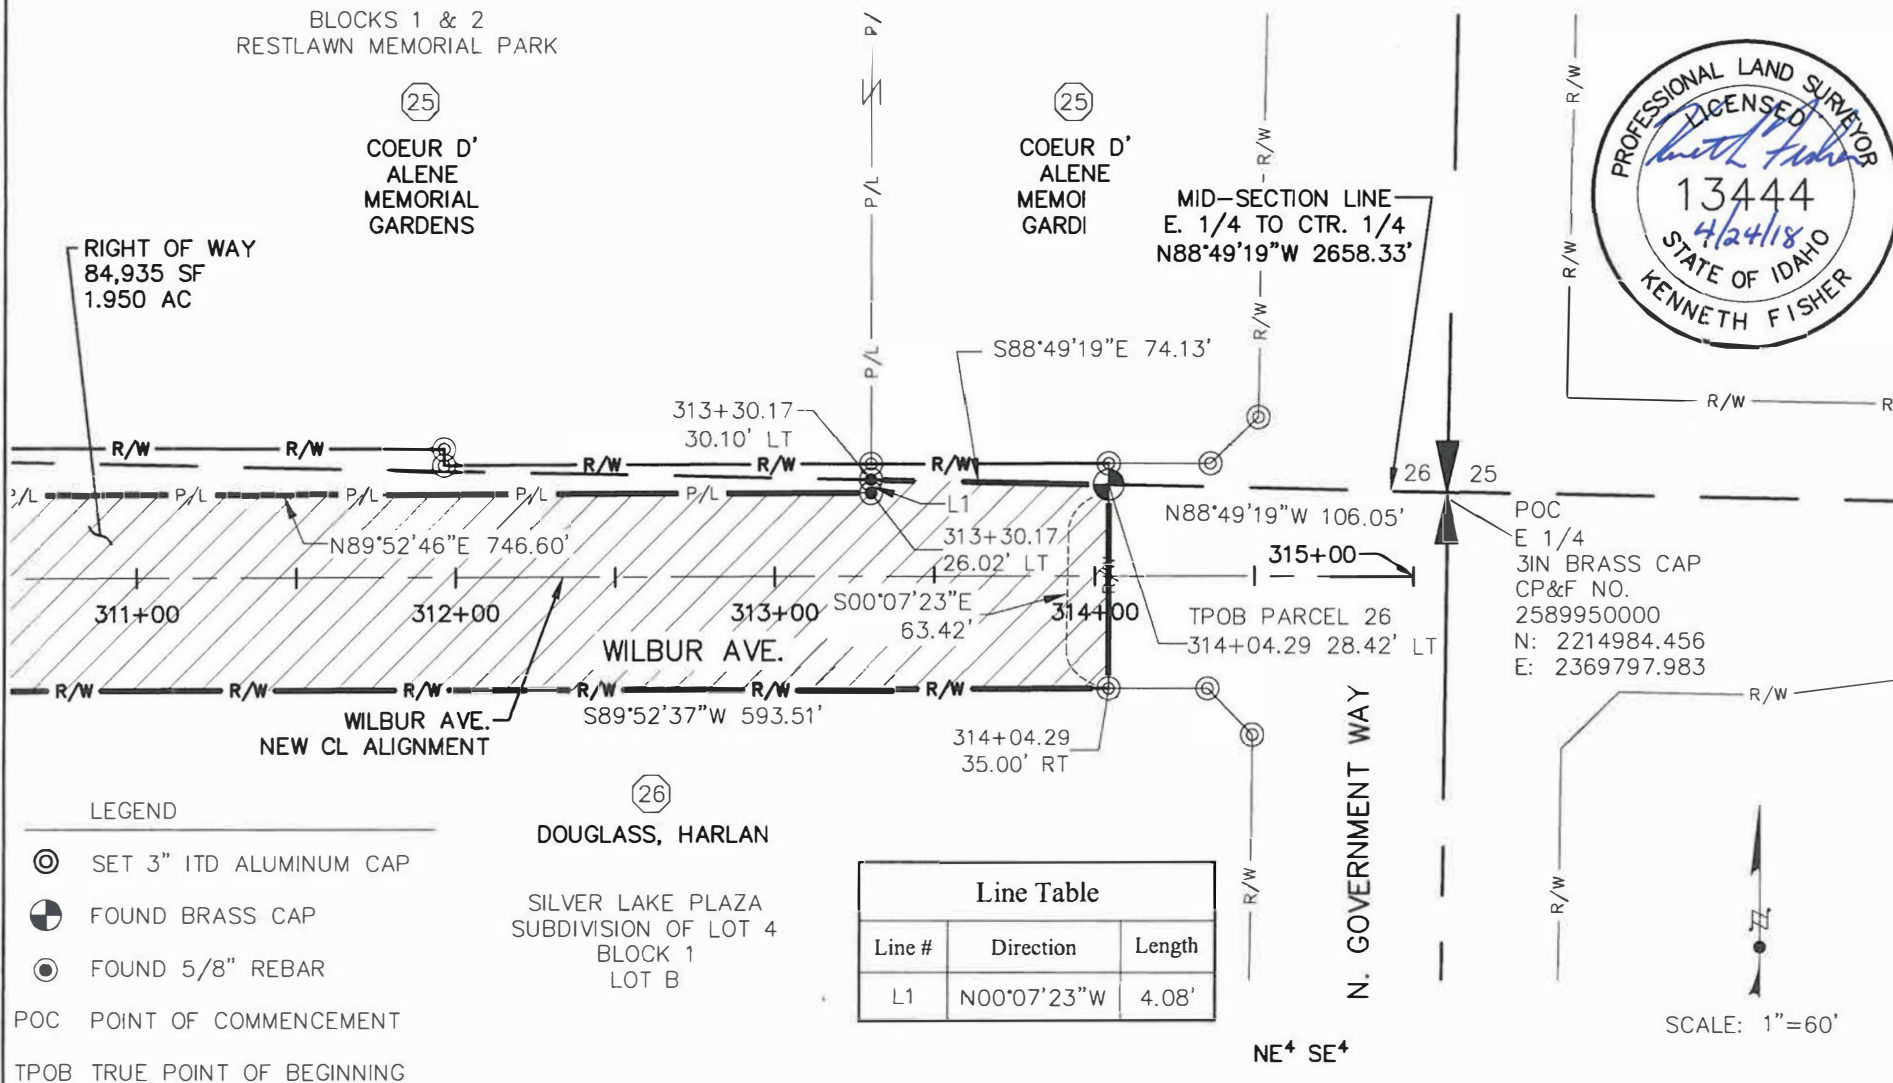 BLOCKS 1 & 2
RESTLAWN MEMORIAL PARK
25
COEUR D'
ALENE
MEMORIAL
GARDENS
25
COEUR D'
ALENE
MEMOI
GARDI
P/
P/L
P/L
R/W
R/W
R/W
R/W
MID-SECTION LINE
E. 1/4 TO CTR. 1/4
N88°49'19"W 2658.33'
PROFESSIONAL LAND SURVEYOR
LICENSED
Kenneth Fisher
13444
4/24/18
STATE OF IDAHO
KENNETH FISHER
RIGHT OF WAY
84,935 SF
1.950 AC
S88°49'19"E 74.13'
R/W
R
313+30.17
30.10' LT
R/W
R/W
R/W
R/W
R/W
26
25
P/L
P/L
P/L
P/L
P/L
L1
N88°49'19"W 106.05'
POC
E 1/4
3IN BRASS CAP
CP&F NO.
2589950000
N: 2214984.456
E: 2369797.983
N89°52'46"E 746.60'
313+30.17
26.02' LT
315+00
R/W
311+00
312+00
313+00
314+00
S00°07'23"E
63.42'
TPOB PARCEL 26
314+04.29 28.42' LT
WILBUR AVE.
R/W
R/W
R/W
R/W
R/W
R/W
R/W
S89°52'37"W 593.51'
WILBUR AVE.
NEW CL ALIGNMENT
314+04.29
35.00' RT
N. GOVERNMENT WAY
R/W
R/W
26
DOUGLASS, HARLAN
SILVER LAKE PLAZA
SUBDIVISION OF LOT 4
BLOCK 1
LOT B
LEGEND
SET 3" ITD ALUMINUM CAP
FOUND BRASS CAP
FOUND 5/8" REBAR
POC POINT OF COMMENCEMENT
TPOB TRUE POINT OF BEGINNING
Line Table
Line # Direction Length
L1 N00°07'23"W 4.08'
NE⁴ SE⁴
N
SCALE: 1"=60'